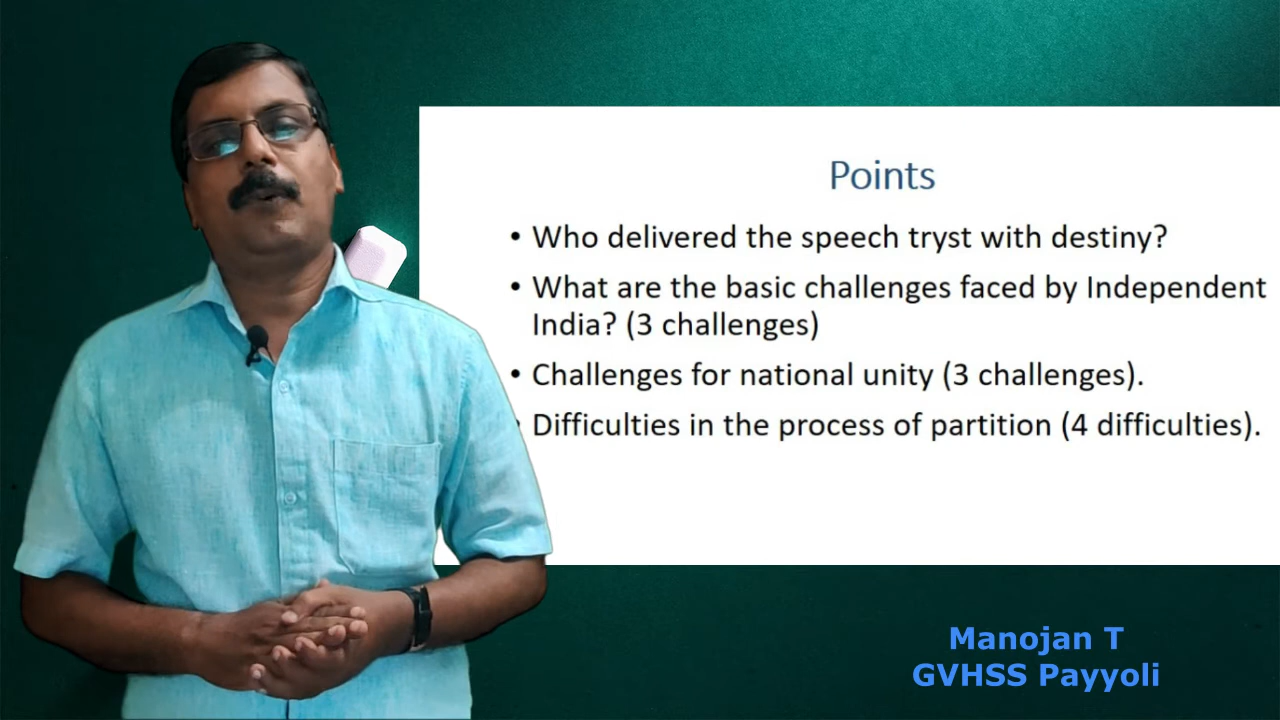 Points
• Who delivered the speech tryst with destiny?
• What are the basic challenges faced by Independent
India? (3 challenges)
• Challenges for national unity (3 challenges).
• Difficulties in the process of partition (4 difficulties).
Manojan T
GVHSS Payyoli